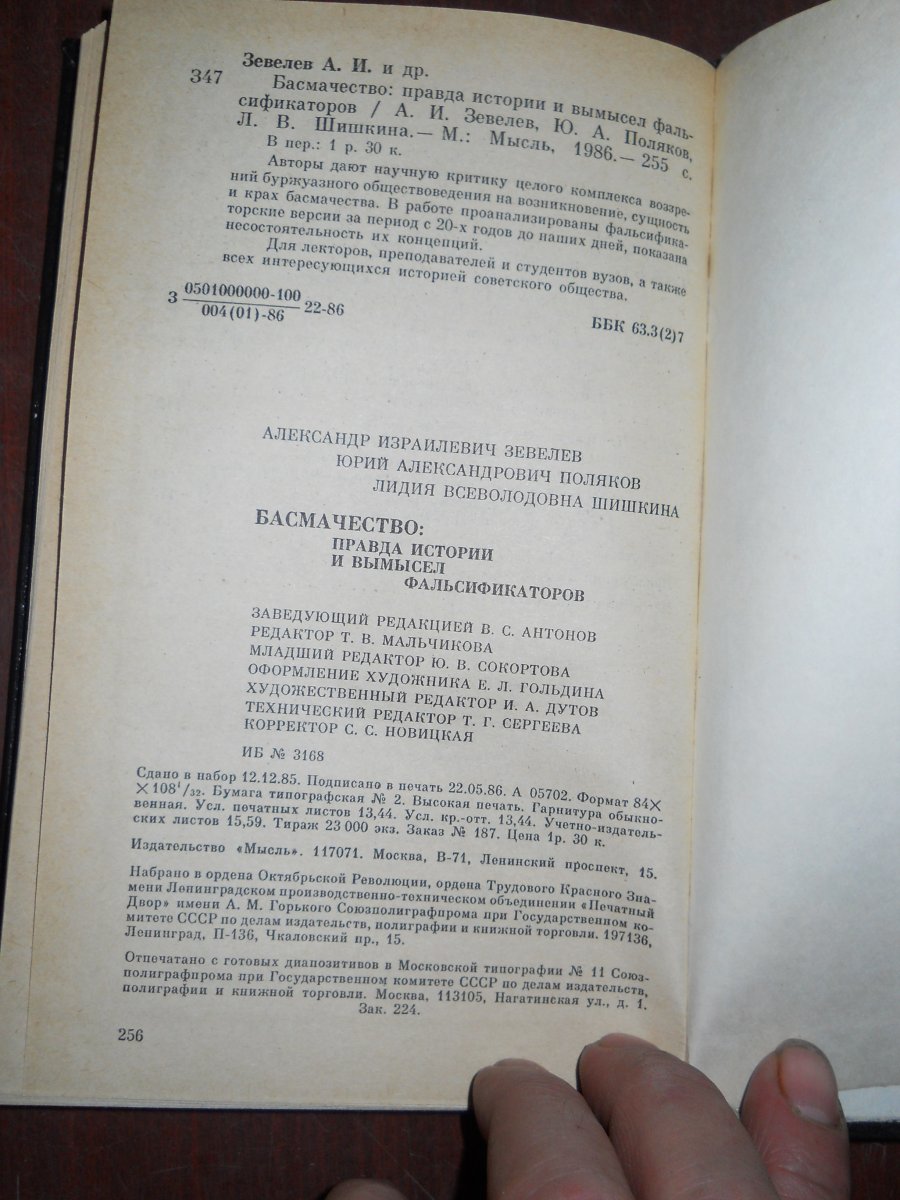 Зевелев А. И. и др.
347
Басмачество: правда истории и вымысел фаль-
сификаторов / А. И. Зевелев, Ю. А. Поляков,
Л. В. Шишкина.— М.: Мысль, 1986.— 255 с.
В пер.: 1 р. 30 к.
Авторы дают научную критику целого комплекса воззре-
ний буржуазного обществоведения на возникновение, сущность
и крах басмачества. В работе проанализированы фальсифика-
торские версии за период с 20-х годов до наших дней, показана
несостоятельность их концепций.
Для лекторов, преподавателей и студентов вузов, а также
всех интересующихся историей советского общества.
З 0501000000-100
004(01)-86 22-86
ББК 63.3(2)7
АЛЕКСАНДР ИЗРАИЛЕВИЧ ЗЕВЕЛЕВ
ЮРИЙ АЛЕКСАНДРОВИЧ ПОЛЯКОВ
ЛИДИЯ ВСЕВОЛОДОВНА ШИШКИНА
БАСМАЧЕСТВО:
ПРАВДА ИСТОРИИ
И ВЫМЫСЕЛ
ФАЛЬСИФИКАТОРОВ
ЗАВЕДУЮЩИЙ РЕДАКЦИЕЙ В. С. АНТОНОВ
РЕДАКТОР Т. В. МАЛЬЧИКОВА
МЛАДШИЙ РЕДАКТОР Ю. В. СОКОРТОВА
ОФОРМЛЕНИЕ ХУДОЖНИКА Е. Л. ГОЛЬДИНА
ХУДОЖЕСТВЕННЫЙ РЕДАКТОР И. А. ДУТОВ
ТЕХНИЧЕСКИЙ РЕДАКТОР Т. Г. СЕРГЕЕВА
КОРРЕКТОР С. С. НОВИЦКАЯ
ИБ № 3168
Сдано в набор 12.12.85. Подписано в печать 22.05.86. А 05702. Формат 84×
×108¹/₃₂. Бумага типографская № 2. Высокая печать. Гарнитура обыкно-
венная. Усл. печатных листов 13,44. Усл. кр.-отт. 13,44. Учетно-издатель-
ских листов 15,59. Тираж 23 000 экз. Заказ № 187. Цена 1р. 30 к.
Издательство «Мысль». 117071. Москва, В-71, Ленинский проспект, 15.
Набрано в ордена Октябрьской Революции, ордена Трудового Красного Зна-
мени Ленинградском производственно-техническом объединении «Печатный
Двор» имени А. М. Горького Союзполиграфпрома при Государственном ко-
митете СССР по делам издательств, полиграфии и книжной торговли. 197136,
Ленинград, П-136, Чкаловский пр., 15.
Отпечатано с готовых диапозитивов в Московской типографии № 11 Союз-
полиграфпрома при Государственном комитете СССР по делам издательств,
полиграфии и книжной торговли. Москва, 113105, Нагатинская ул., д. 1.
Зак. 224.
256